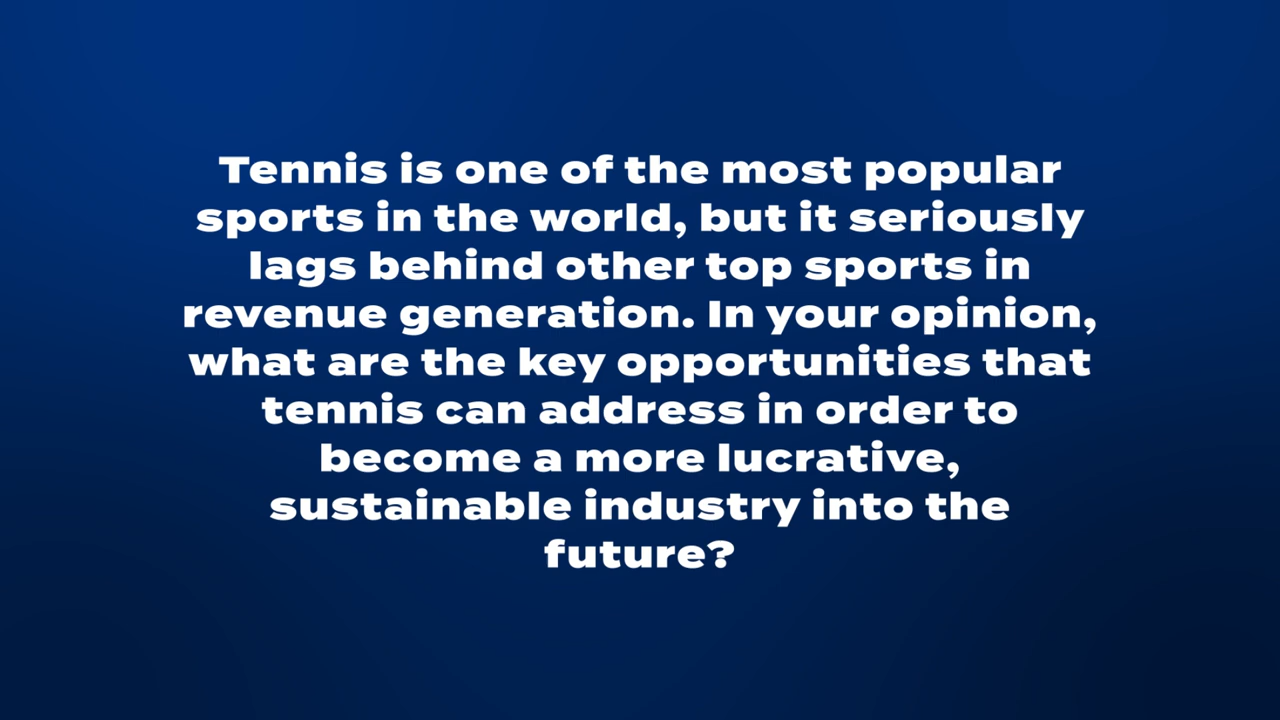 Tennis is one of the most popular
sports in the world, but it seriously
lags behind other top sports in
revenue generation. In your opinion,
what are the key opportunities that
tennis can address in order to
become a more lucrative,
sustainable industry into the
future?